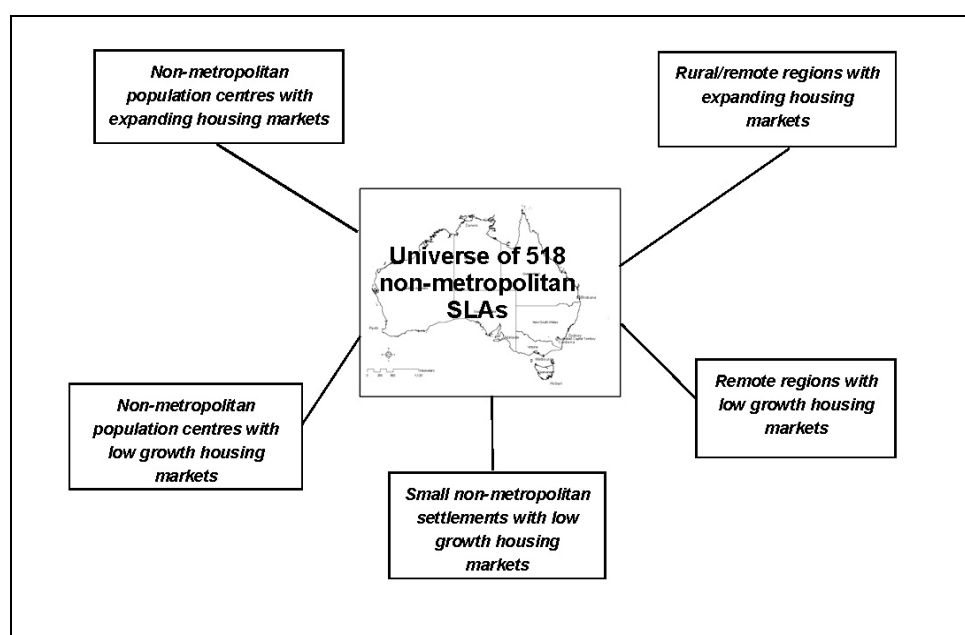 Non-metropolitan
population centres with
expanding housing markets
Rural/remote regions with
expanding housing
markets
Universe of 518
non-metropolitan
SLAs
Non-metropolitan
population centres with
low growth housing
markets
Small non-metropolitan
settlements with low
growth housing
markets
Remote regions with
low growth housing
markets